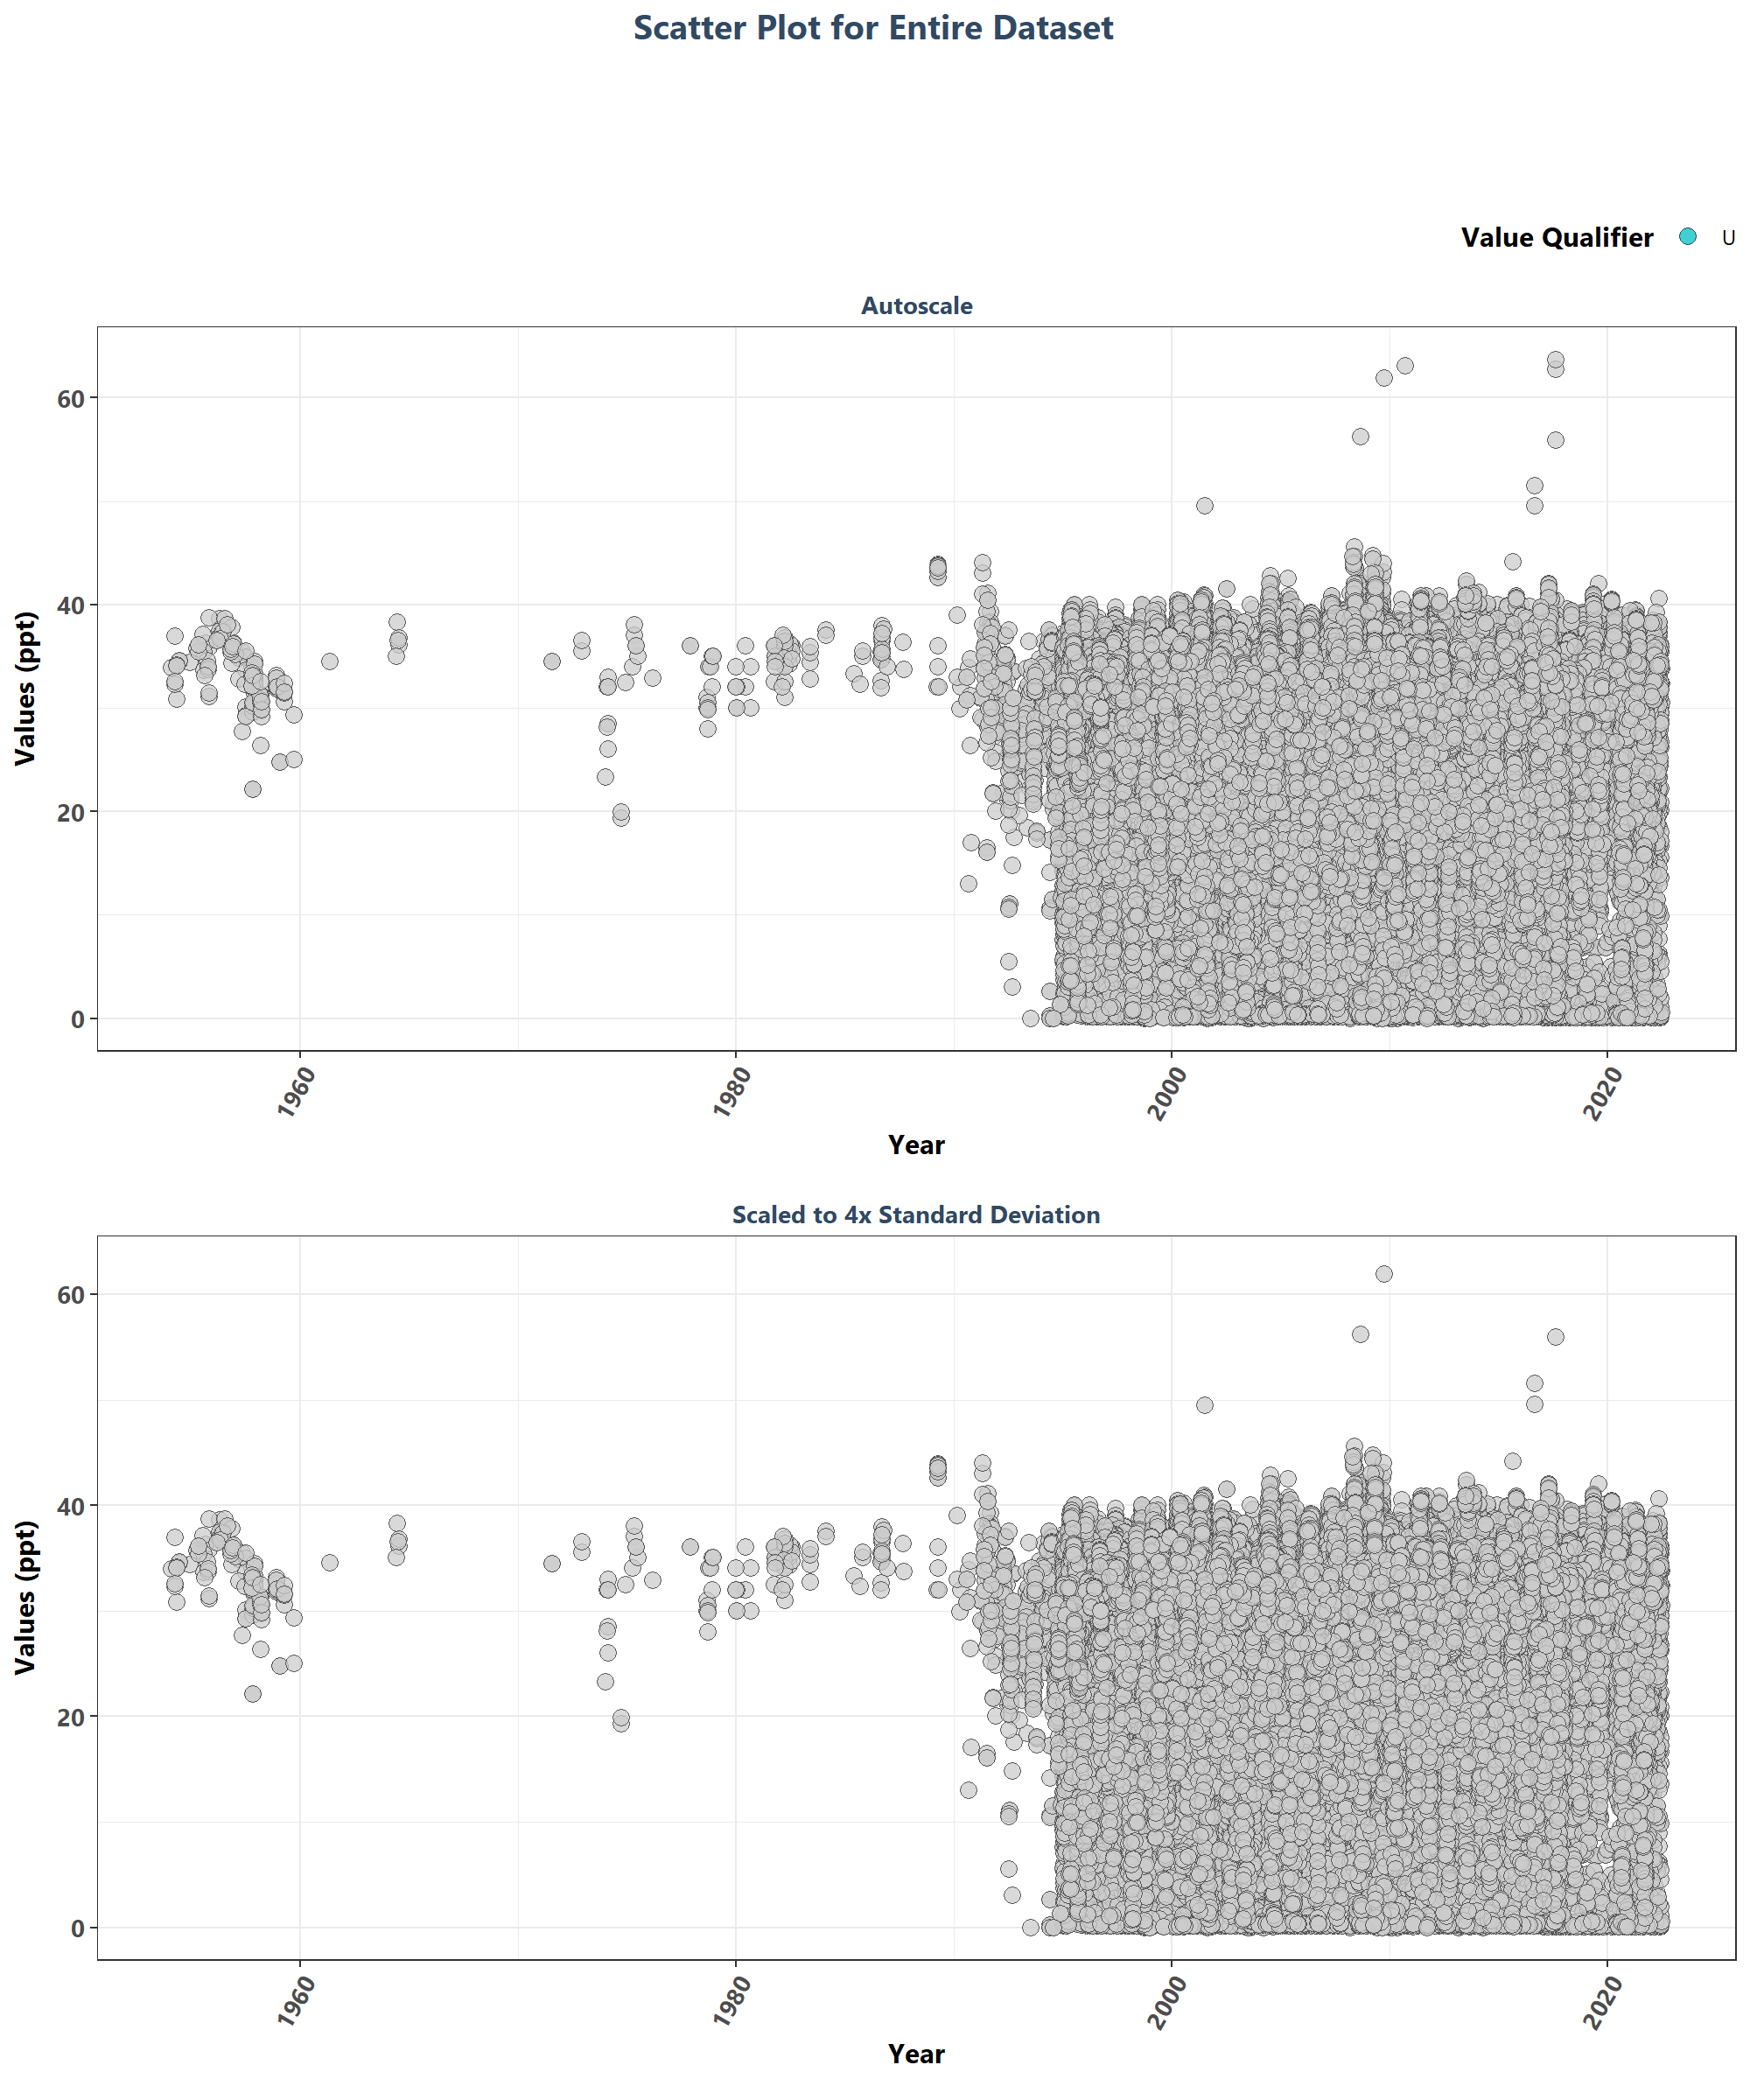 Scatter Plot for Entire Dataset
Value Qualifier U
Autoscale
60
40
20
0
Values (ppt)
1960 1980 2000 2020
Year
Scaled to 4x Standard Deviation
60
40
20
0
Values (ppt)
1960 1980 2000 2020
Year